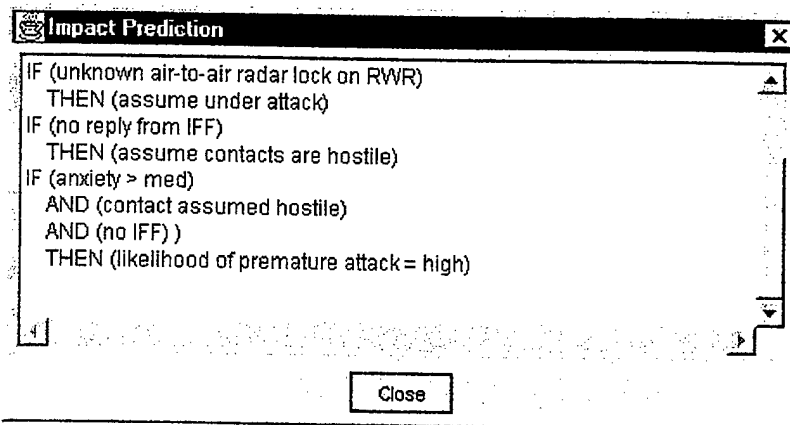 Impact Prediction
IF (unknown air-to-air radar lock on RWR)
THEN (assume under attack)
IF (no reply from IFF)
THEN (assume contacts are hostile)
IF (anxiety > med)
AND (contact assumed hostile)
AND (no IFF) )
THEN (likelihood of premature attack = high)
Close